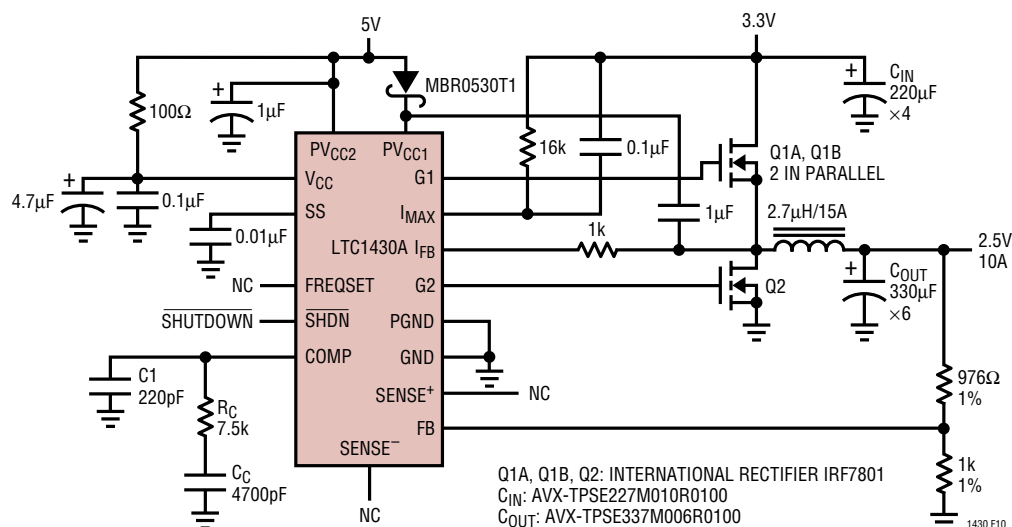 5V
3.3V
MBR0530T1
+
CIN
220µF
×4
100Ω
+
1µF
16k
0.1µF
PVCC2
PVCC1
Q1A, Q1B
2 IN PARALLEL
+
4.7µF
0.1µF
VCC
G1
SS
IMAX
1µF
2.7µH/15A
0.01µF
LTC1430A
IFB
1k
2.5V
10A
NC
FREQSET
G2
Q2
+
COUT
330µF
×6
SHUTDOWN
SHDN
PGND
COMP
GND
C1
220pF
SENSE+
NC
976Ω
1%
RC
7.5k
FB
SENSE−
CC
4700pF
NC
1k
1%
Q1A, Q1B, Q2: INTERNATIONAL RECTIFIER IRF7801
CIN: AVX-TPSE227M010R0100
COUT: AVX-TPSE337M006R0100
1430 F10